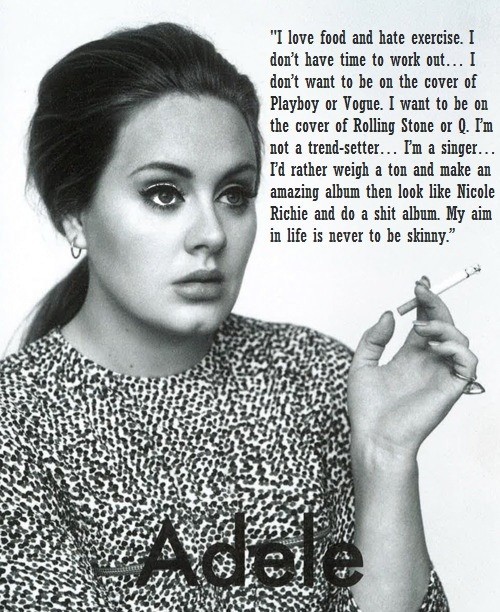 "I love food and hate exercise. I
don't have time to work out... I
don't want to be on the cover of
Playboy or Vogue. I want to be on
the cover of Rolling Stone or Q. I'm
not a trend-setter... I'm a singer...
I'd rather weigh a ton and make an
amazing album then look like Nicole
Richie and do a shit album. My aim
in life is never to be skinny."
Adele